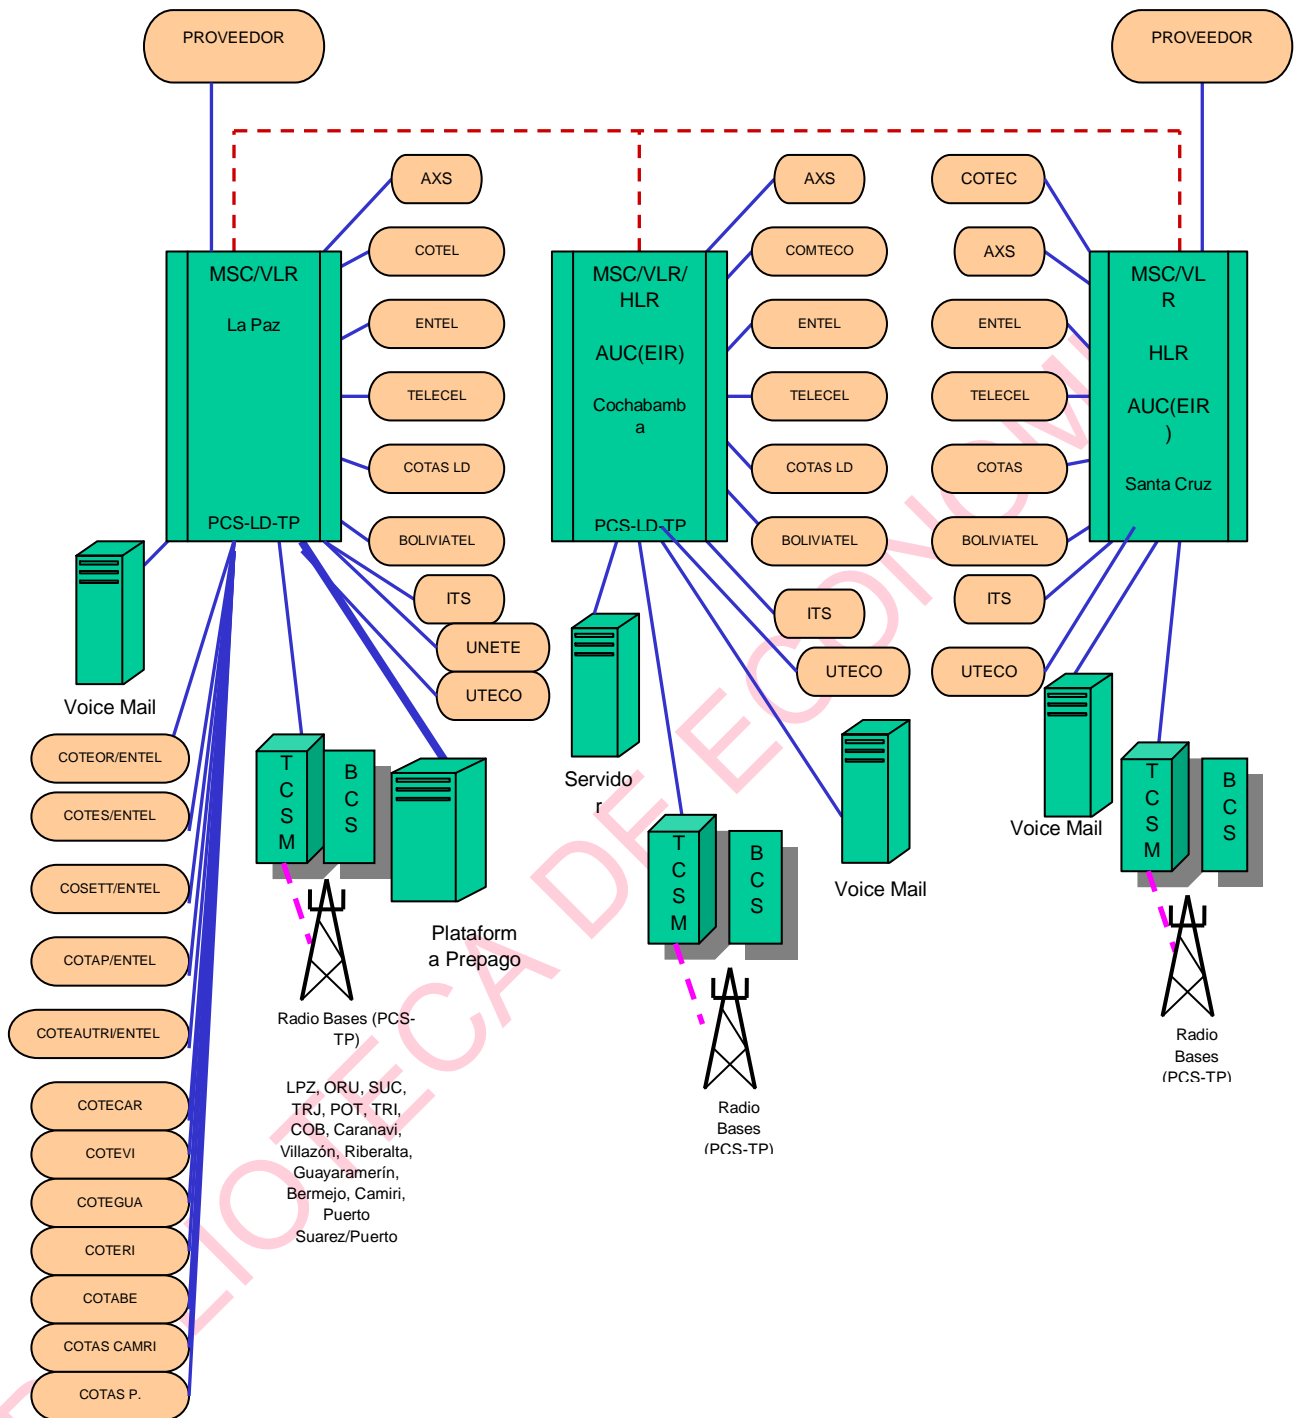 PROVEEDOR
PROVEEDOR
AXS
COTEL
ENTEL
TELECEL
COTAS LD
BOLIVIATEL
ITS
UNETE
UTECO
MSC/VLR
La Paz
PCS-LD-TP
AXS
COMTECO
ENTEL
TELECEL
COTAS LD
BOLIVIATEL
ITS
UTECO
MSC/VLR/
HLR
AUC(EIR)
Cochabamb
a
PCS-LD-TP
COTEC
AXS
ENTEL
TELECEL
COTAS
BOLIVIATEL
ITS
UTECO
MSC/VL
R
HLR
AUC(EIR
)
Santa Cruz
Voice Mail
COTEOR/ENTEL
COTES/ENTEL
COSETT/ENTEL
COTAP/ENTEL
COTEAUTRI/ENTEL
COTECAR
COTEVI
COTEGUA
COTERI
COTABE
COTAS CAMRI
COTAS P.
T
C
S
M
B
C
S
Plataform
a Prepago
Radio Bases (PCS-
TP)
LPZ, ORU, SUC,
TRJ, POT, TRI,
COB, Caranavi,
Villazón, Riberalta,
Guayaramerín,
Bermejo, Camiri,
Puerto
Suarez/Puerto
Servido
r
T
C
S
M
B
C
S
Voice Mail
Radio
Bases
(PCS-TP)
Voice Mail
T
C
S
M
B
C
S
Radio
Bases
(PCS-TP)
LIOTECA DE ECONOM